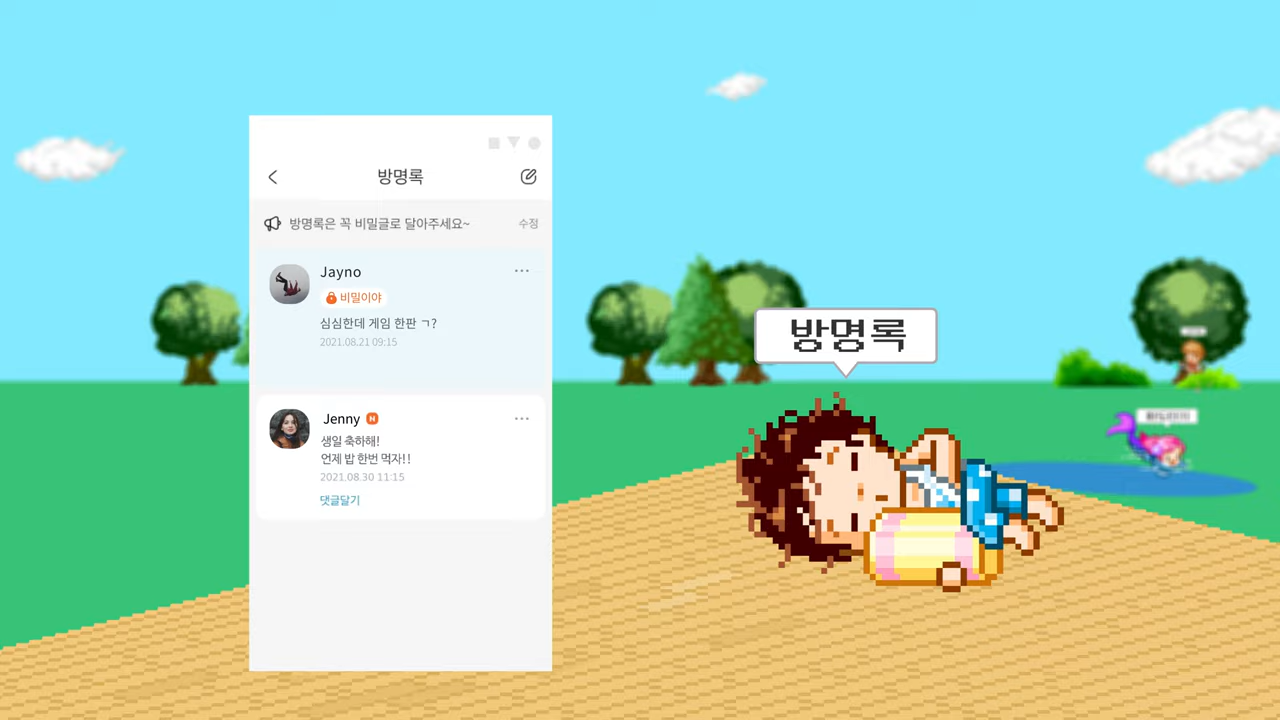 방명록
방명록은 꼭 비밀글로 달아주세요~
수정
Jayno
비밀이야
심심한데 게임 한판 ㄱ?
2021.08.21 09:15
Jenny N
생일 축하해!
언제 밥 한번 먹자!!
2021.08.30 11:15
댓글달기
방명록